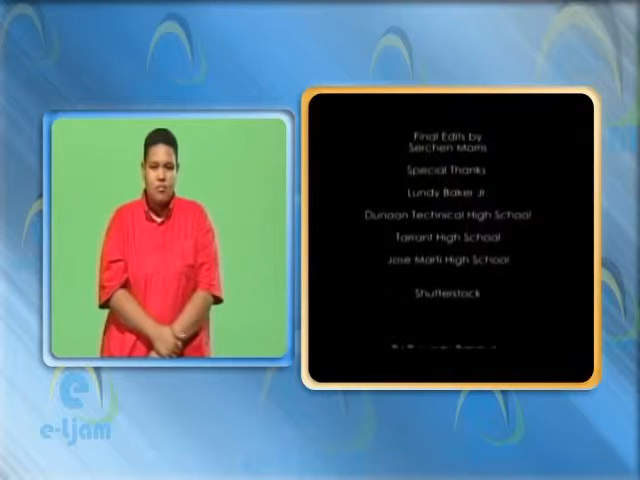 Final Edits by
Serchen Morris
Special Thanks
Lundy Baker Jr.
Dunoon Technical High School
Tarrant High School
Jose Marti High School
Shutterstock
e
e-Ljam